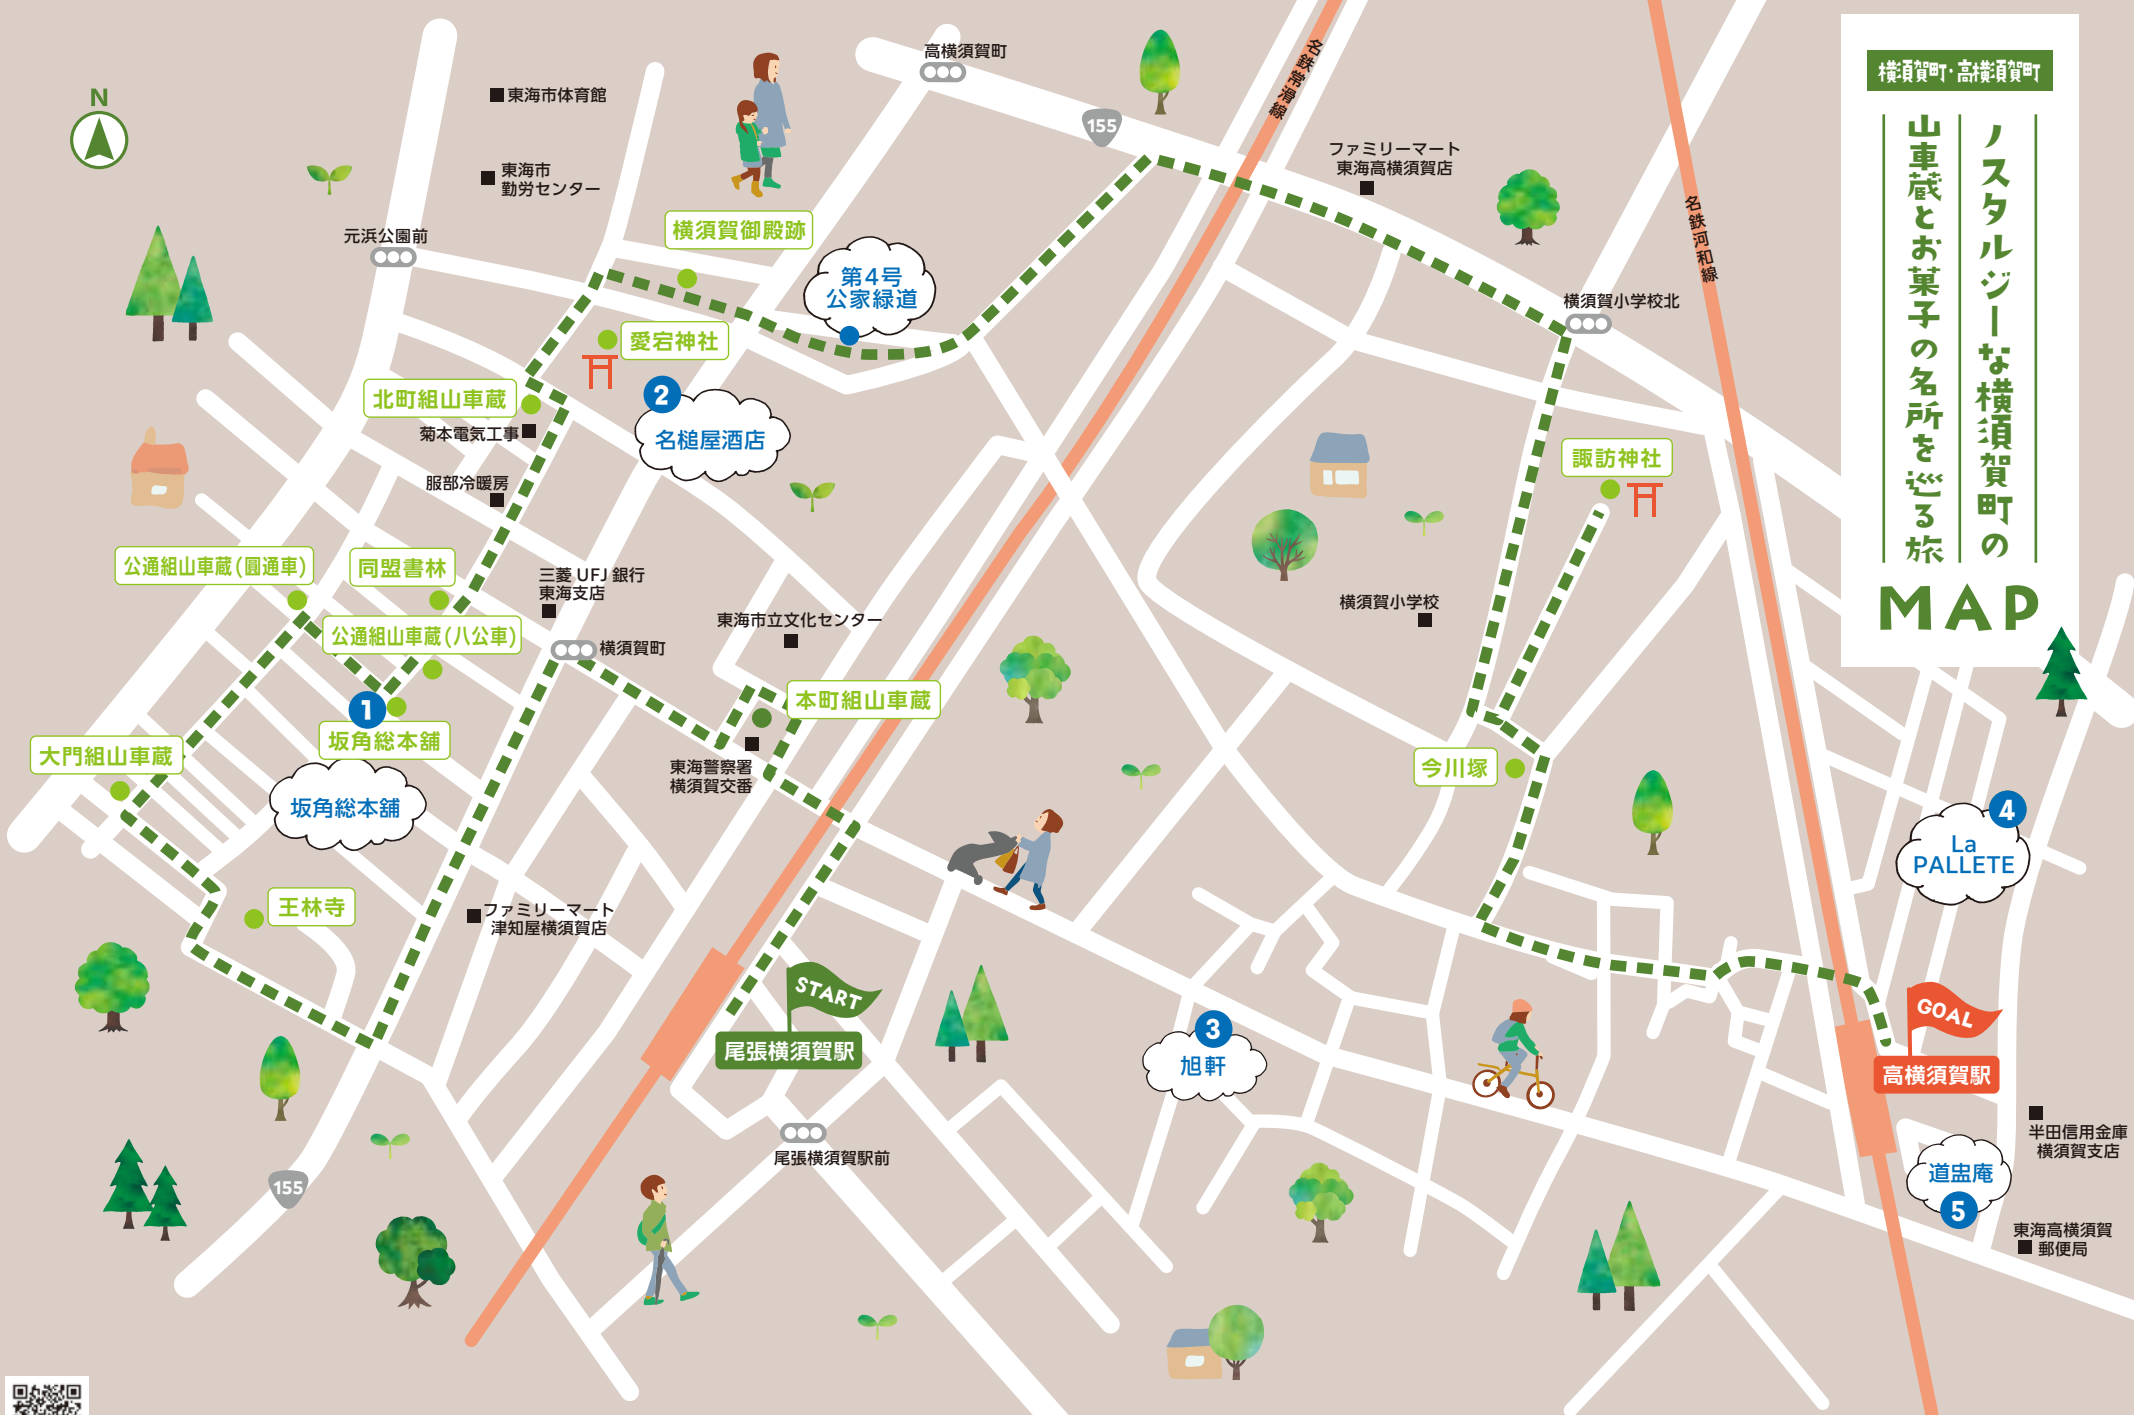 横須賀町・高横須賀町
ノスタルジーな横須賀町の
山車蔵とお菓子の名所を巡る旅
MAP
N
高横須賀町
155
名鉄常滑線
名鉄河和線
東海市体育館
東海市
勤労センター
元浜公園前
横須賀御殿跡
第4号
公家緑道
愛宕神社
ファミリーマート
東海高横須賀店
横須賀小学校北
北町組山車蔵
菊本電気工事
2
名槌屋酒店
服部冷暖房
諏訪神社
公通組山車蔵(圓通車)
同盟書林
三菱UFJ銀行
東海支店
公通組山車蔵(八公車)
横須賀町
東海市立文化センター
横須賀小学校
1
坂角総本舗
坂角総本舗
本町組山車蔵
大門組山車蔵
東海警察署
横須賀交番
今川塚
4
La
PALLETE
王林寺
ファミリーマート
津知屋横須賀店
START
尾張横須賀駅
3
旭軒
GOAL
高横須賀駅
尾張横須賀駅前
半田信用金庫
横須賀支店
道盅庵
5
155
東海高横須賀
郵便局